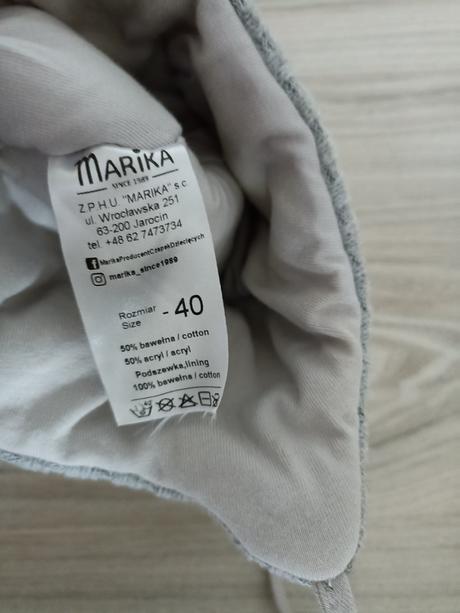 MARiKA
SINCE 1989
Z.P.H.U. "MARIKA" s.c
ul. Wrocławska 251
63-200 Jarocin
tel. +48 62 7473734
MarikaProducentCzapekDzieciecych
marika_since1989
Rozmiar
Size - 40
50% bawełna / cotton
50% acryl / acryl
Podszewka,lining
100% bawełna / cotton